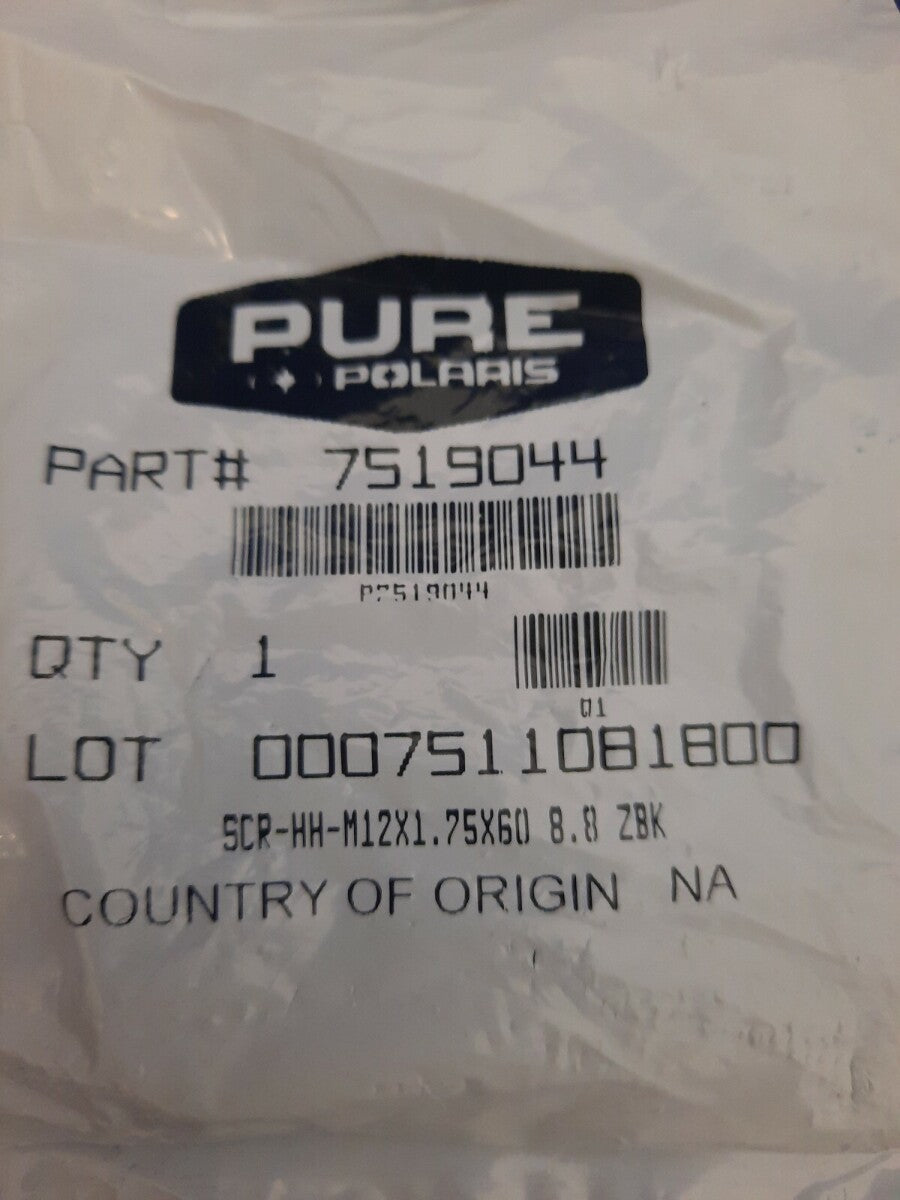 PURE
POLARIS
PART# 7519044
P7519044
QTY 1
01
LOT 0007511081800
SCR-HH-M12X1.75X60 8.8 ZBK
COUNTRY OF ORIGIN NA